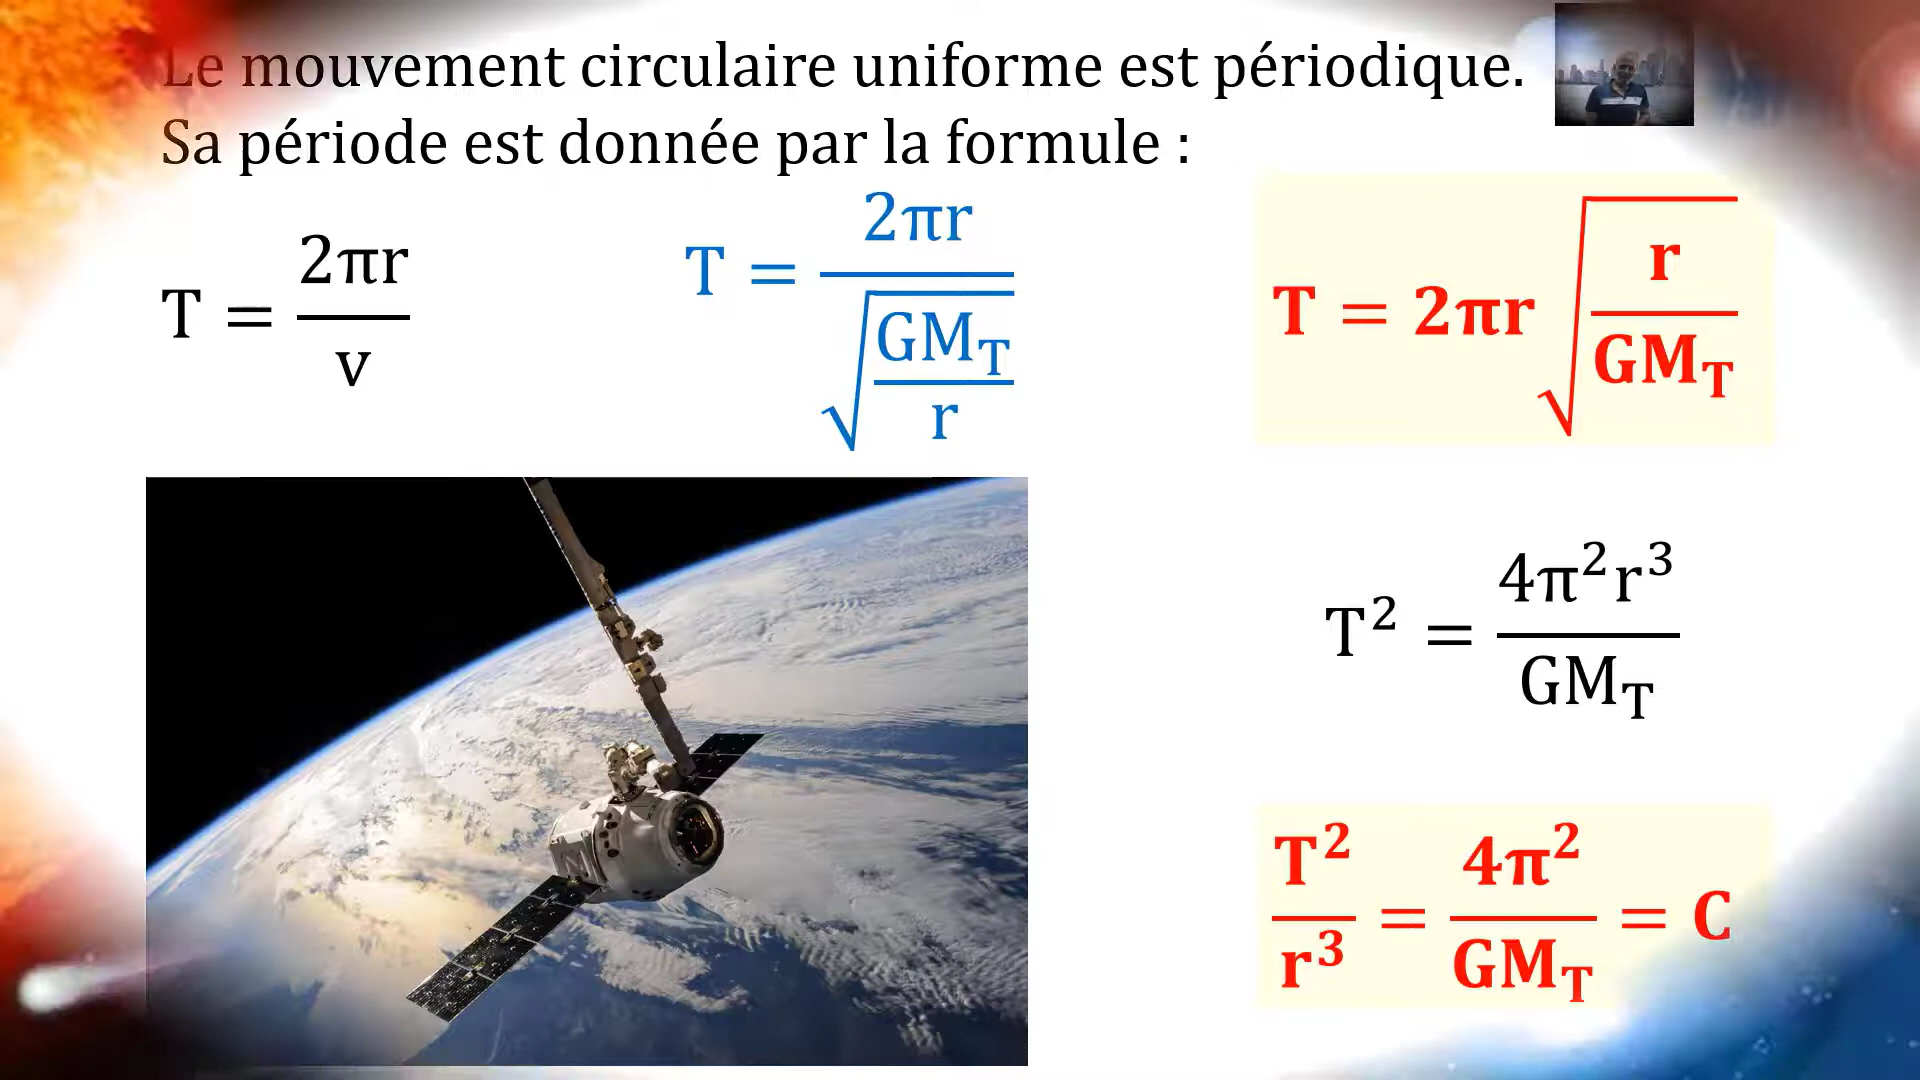 Le mouvement circulaire uniforme est périodique.
Sa période est donnée par la formule :
T = 2πr / v
T = 2πr / √(GM_T / r)
T = 2πr √(r / GM_T)
T² = 4π²r³ / GM_T
T² / r³ = 4π² / GM_T = C